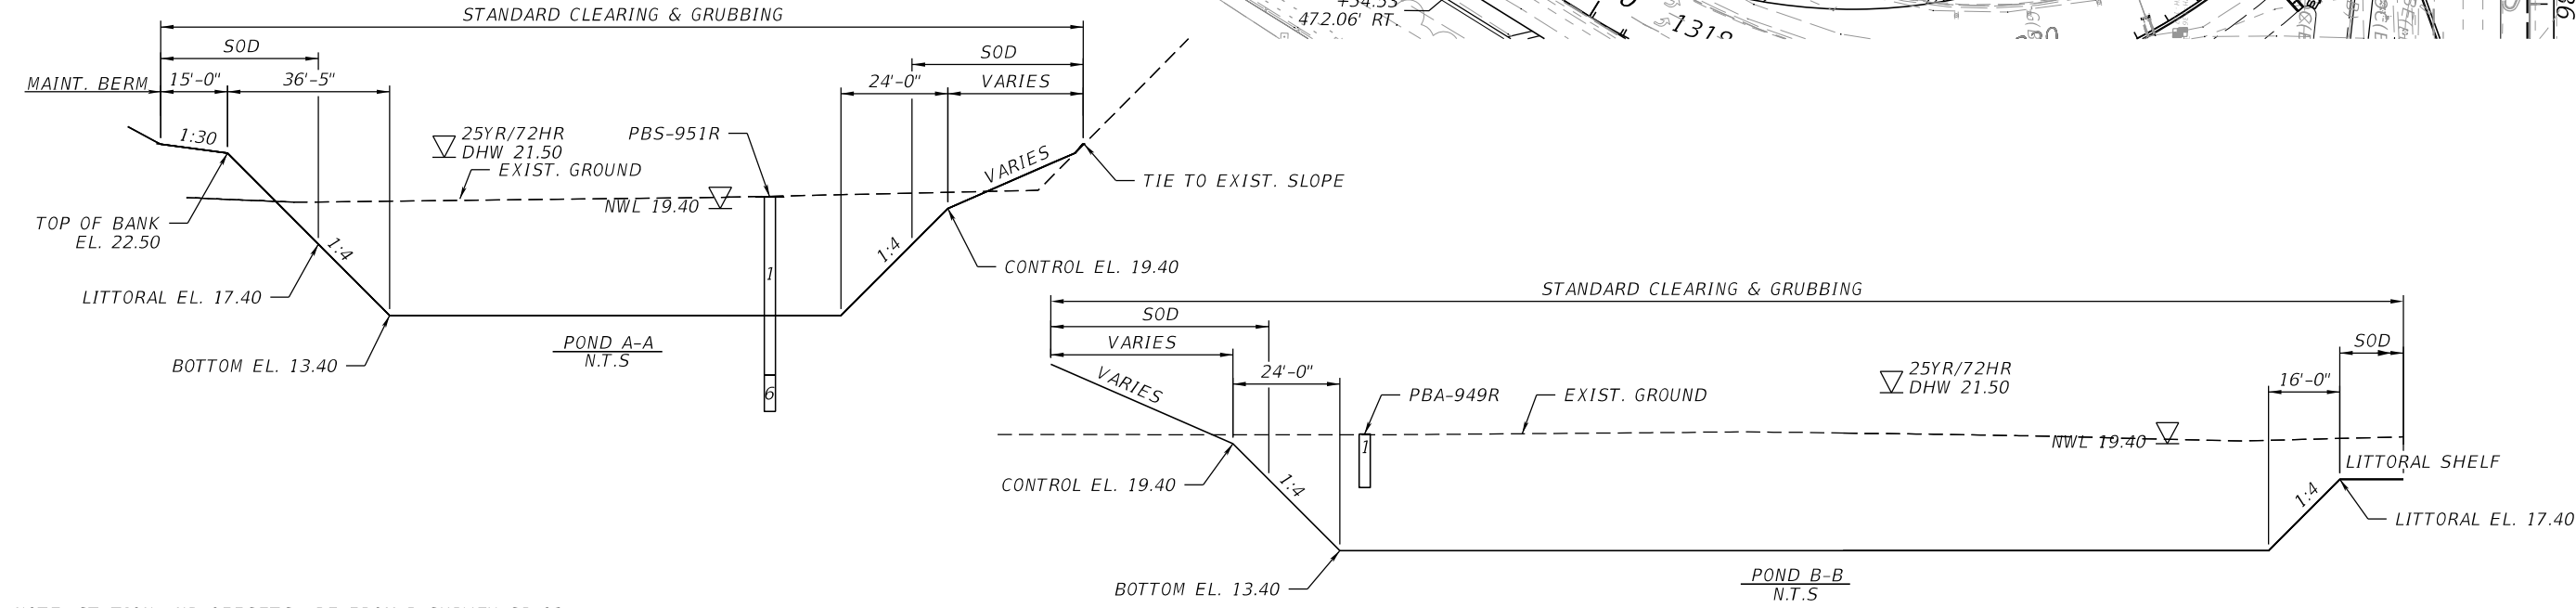 STANDARD CLEARING & GRUBBING
SOD
SOD
MAINT. BERM
15'-0"
36'-5"
24'-0"
VARIES
1:30
25YR/72HR
DHW 21.50
PBS-951R
EXIST. GROUND
VARIES
TIE TO EXIST. SLOPE
NWL 19.40
TOP OF BANK
EL. 22.50
1:4
1:4
1
CONTROL EL. 19.40
LITTORAL EL. 17.40
POND A-A
N.T.S
BOTTOM EL. 13.40
6
472.06' RT.
1318
STANDARD CLEARING & GRUBBING
SOD
VARIES
SOD
24'-0"
25YR/72HR
DHW 21.50
16'-0"
VARIES
PBA-949R
EXIST. GROUND
NWL 19.40
1
LITTORAL SHELF
CONTROL EL. 19.40
1:4
1:4
LITTORAL EL. 17.40
BOTTOM EL. 13.40
POND B-B
N.T.S